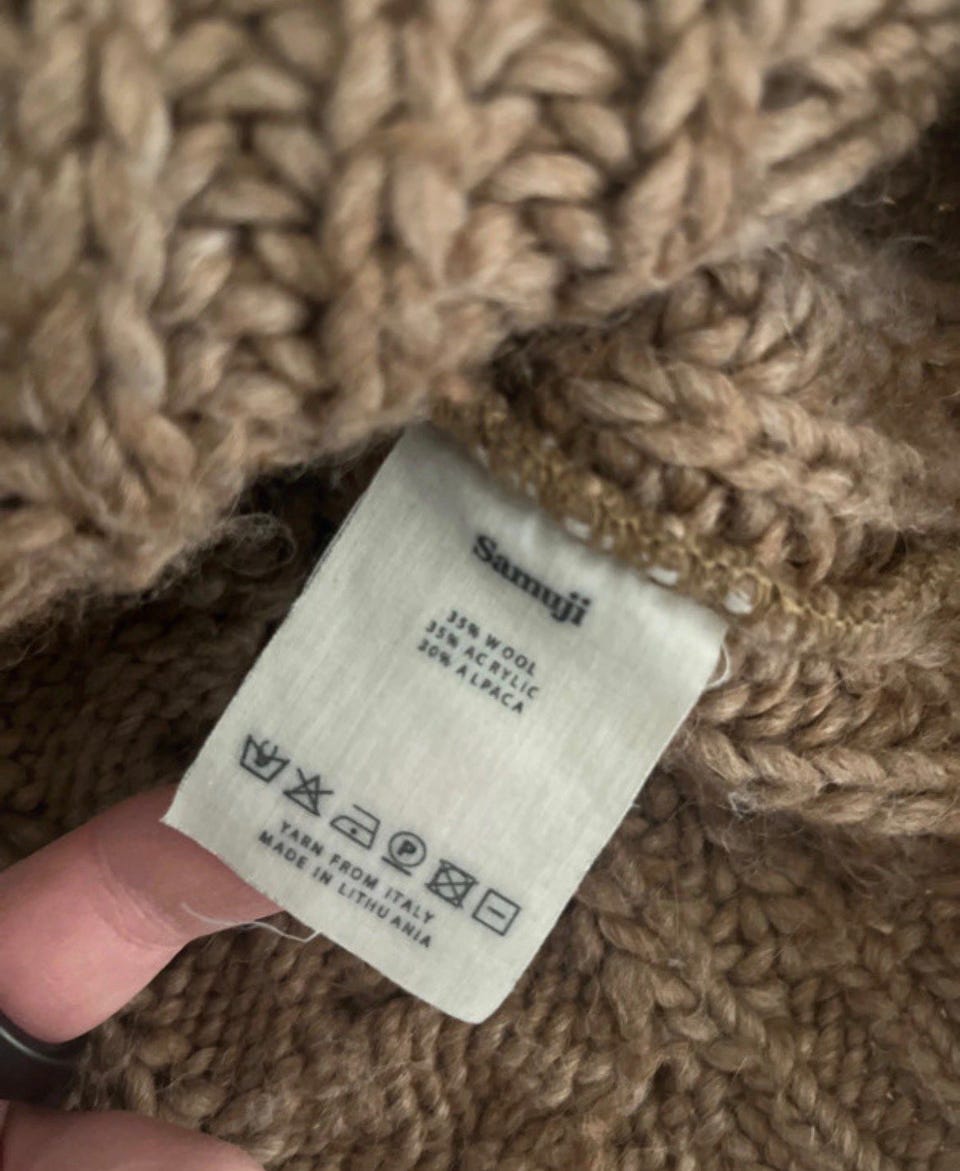 Samuji
35% WOOL
35% ACRYLIC
30% ALPACA
P
YARN FROM ITALY
MADE IN LITHUANIA